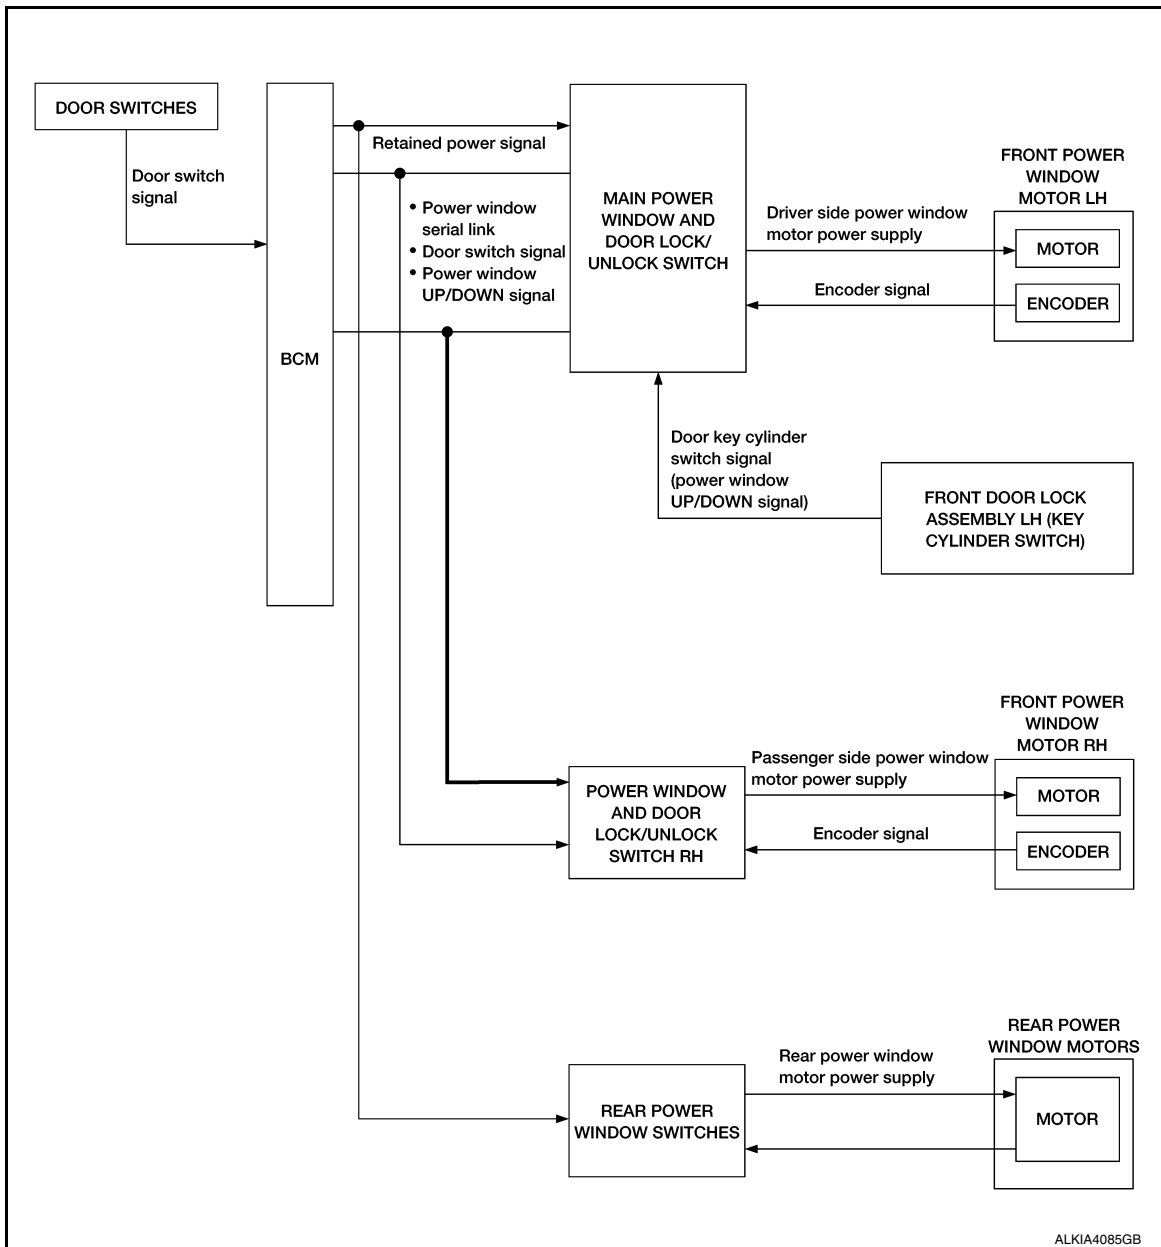 DOOR SWITCHES
Door switch
signal
BCM
Retained power signal
• Power window
serial link
• Door switch signal
• Power window
UP/DOWN signal
MAIN POWER
WINDOW AND
DOOR LOCK/
UNLOCK SWITCH
Driver side power window
motor power supply
Encoder signal
FRONT POWER
WINDOW
MOTOR LH
MOTOR
ENCODER
Door key cylinder
switch signal
(power window
UP/DOWN signal)
FRONT DOOR LOCK
ASSEMBLY LH (KEY
CYLINDER SWITCH)
POWER WINDOW
AND DOOR
LOCK/UNLOCK
SWITCH RH
Passenger side power window
motor power supply
Encoder signal
FRONT POWER
WINDOW
MOTOR RH
MOTOR
ENCODER
REAR POWER
WINDOW SWITCHES
Rear power window
motor power supply
REAR POWER
WINDOW MOTORS
MOTOR
ALKIA4085GB